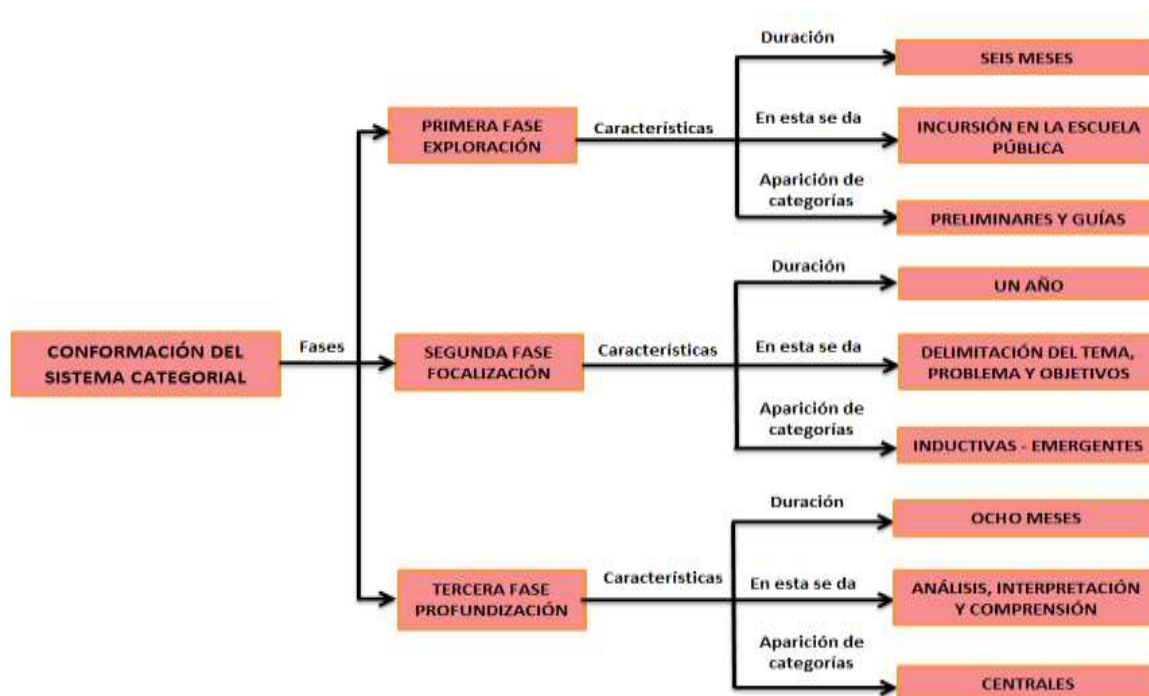 CONFORMACIÓN DEL
SISTEMA CATEGORIAL
Fases
PRIMERA FASE
EXPLORACIÓN
Características
Duración
SEIS MESES
En esta se da
INCURSIÓN EN LA ESCUELA
PÚBLICA
Aparición de
categorías
PRELIMINARES Y GUÍAS
SEGUNDA FASE
FOCALIZACIÓN
Características
Duración
UN AÑO
En esta se da
DELIMITACIÓN DEL TEMA,
PROBLEMA Y OBJETIVOS
Aparición de
categorías
INDUCTIVAS - EMERGENTES
TERCERA FASE
PROFUNDIZACIÓN
Características
Duración
OCHO MESES
En esta se da
ANÁLISIS, INTERPRETACIÓN
Y COMPRENSIÓN
Aparición de
categorías
CENTRALES